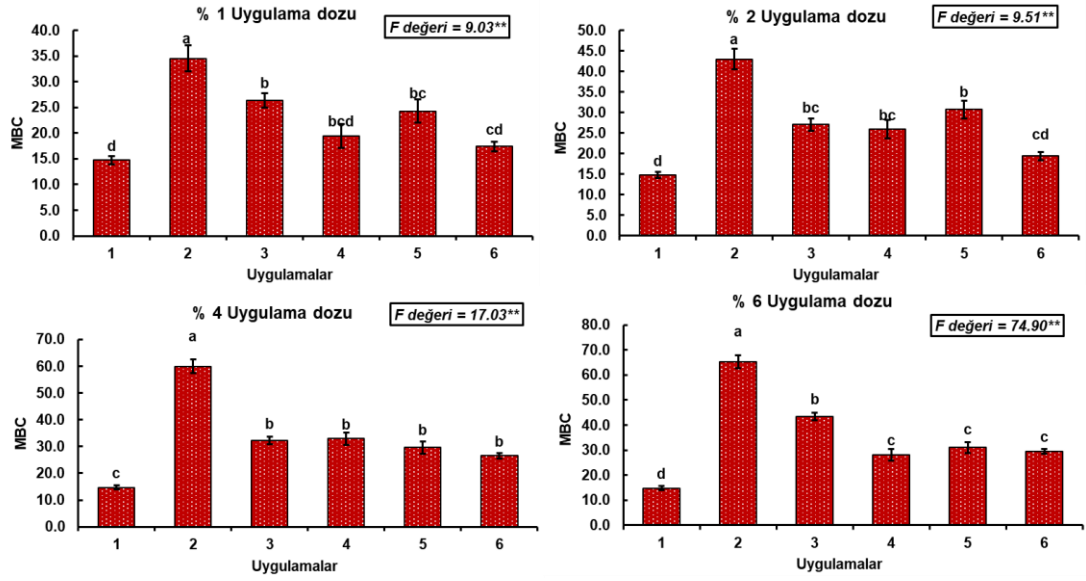 % 1 Uygulama dozu
F değeri = 9.03**
40.0
35.0
30.0
25.0
20.0
15.0
10.0
5.0
0.0
MBC
d
a
b
bcd
bc
cd
1 2 3 4 5 6
Uygulamalar
% 2 Uygulama dozu
F değeri = 9.51**
50.0
45.0
40.0
35.0
30.0
25.0
20.0
15.0
10.0
5.0
0.0
MBC
d
a
bc
bc
b
cd
1 2 3 4 5 6
Uygulamalar
% 4 Uygulama dozu
F değeri = 17.03**
70.0
60.0
50.0
40.0
30.0
20.0
10.0
0.0
MBC
c
a
b
b
b
b
1 2 3 4 5 6
Uygulamalar
% 6 Uygulama dozu
F değeri = 74.90**
80.0
70.0
60.0
50.0
40.0
30.0
20.0
10.0
0.0
MBC
d
a
b
c
c
c
1 2 3 4 5 6
Uygulamalar